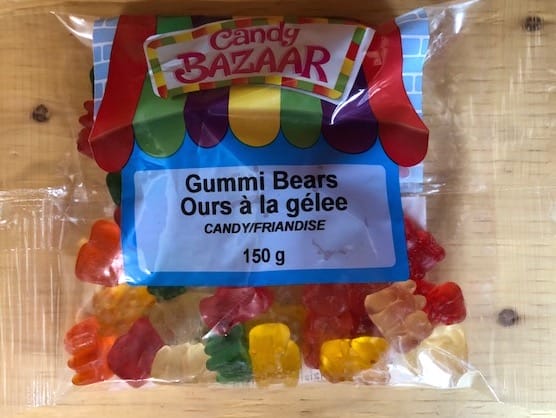 Candy
BAZAAR
Gummi Bears
Ours à la gélee
CANDY/FRIANDISE
150 g